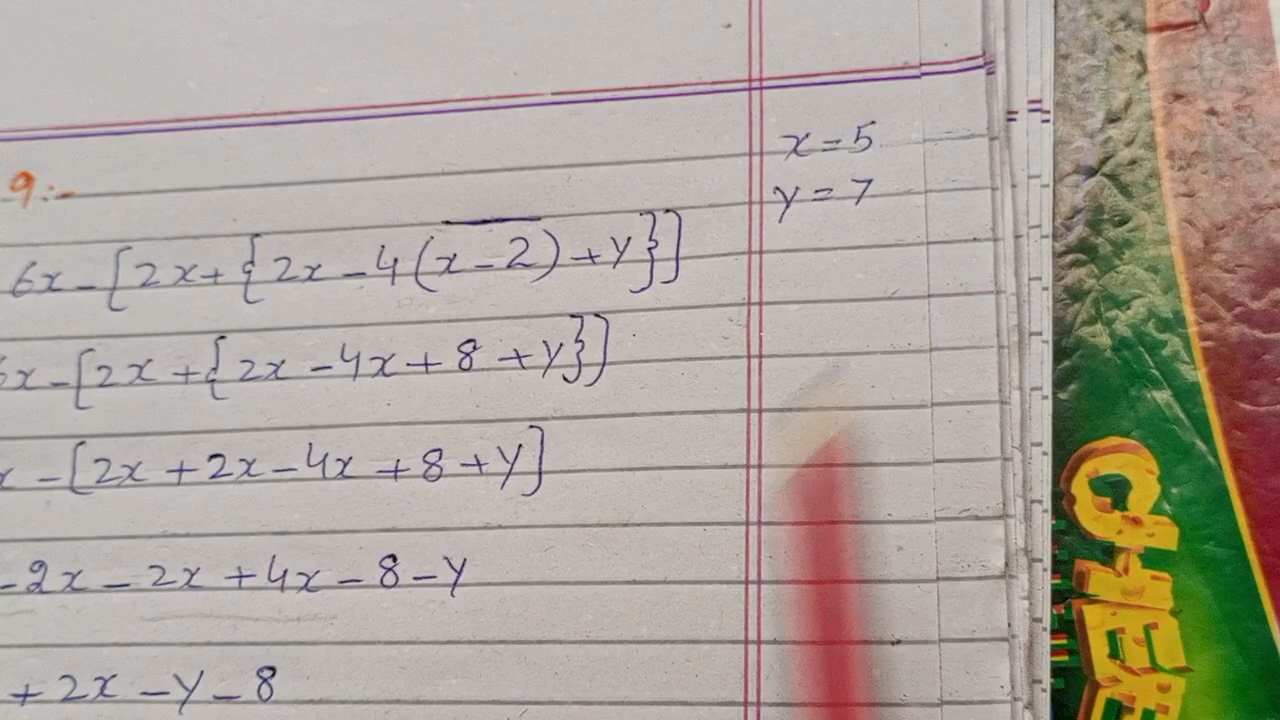 x = 5
9:-
y = 7
6x - [2x + {2x - 4(x̅ ̅-̅ ̅2̅) + y}]
6x - [2x + {2x - 4x + 8 + y}]
x - [2x + 2x - 4x + 8 + y]
- 2x - 2x + 4x - 8 - y
+ 2x - y - 8